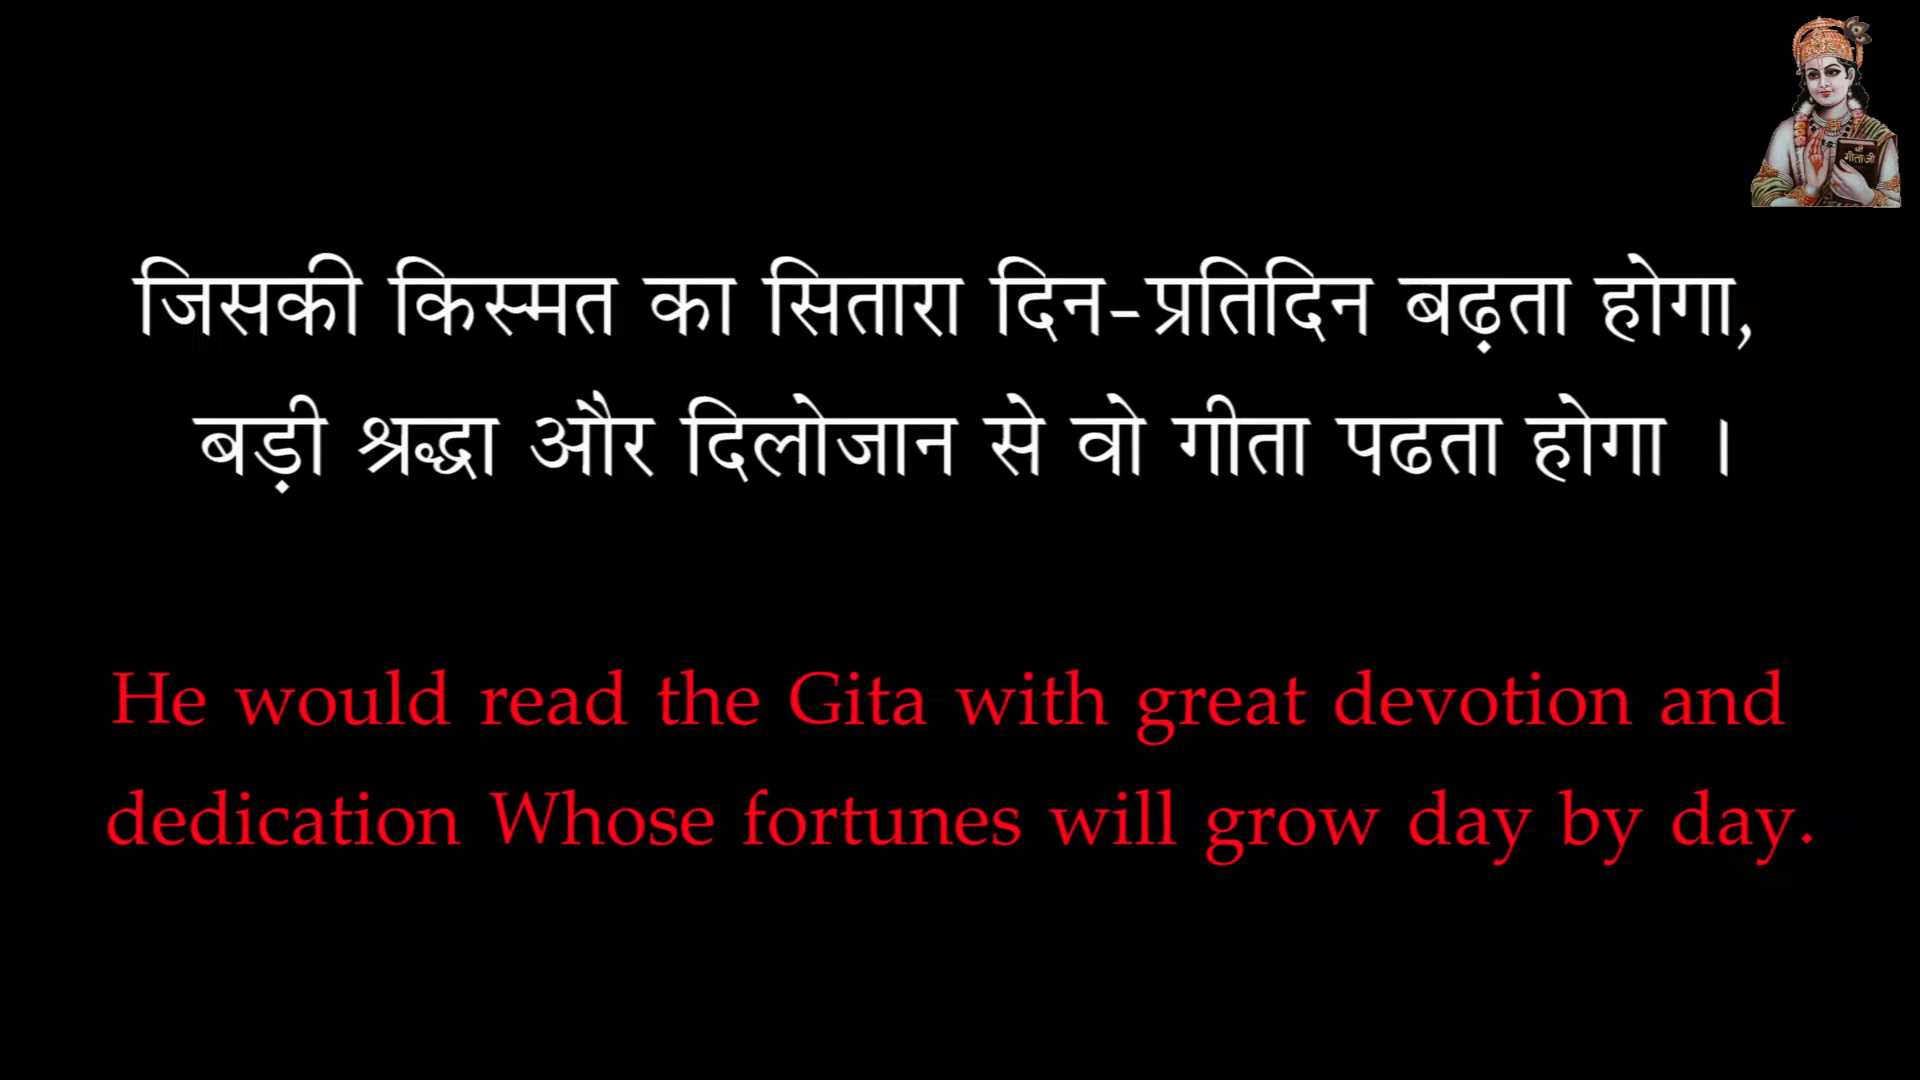 श्री
गीताजी
जिसकी किस्मत का सितारा दिन-प्रतिदिन बढ़ता होगा,
बड़ी श्रद्धा और दिलोजान से वो गीता पढता होगा ।
He would read the Gita with great devotion and
dedication Whose fortunes will grow day by day.